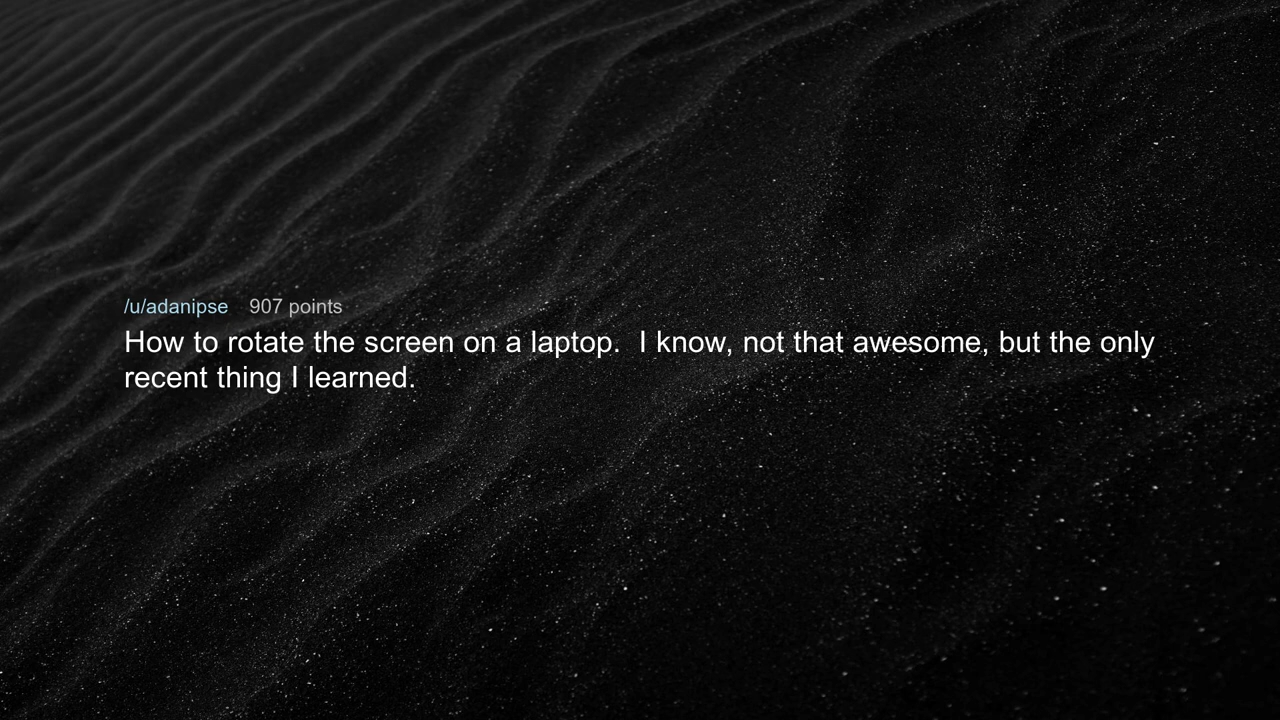 /u/adanipse 907 points
How to rotate the screen on a laptop.  I know, not that awesome, but the only
recent thing I learned.